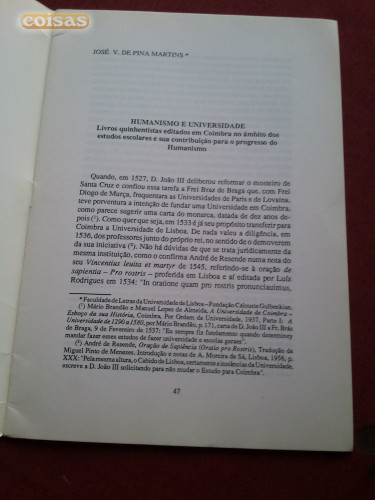 coisas
JOSÉ V. DE PINA MARTINS *
HUMANISMO E UNIVERSIDADE
Livros quinhentistas editados em Coimbra no âmbito dos
estudos escolares e sua contribuição para o progresso do
Humanismo
Quando, em 1527, D. João III deliberou reformar o mosteiro de
Santa Cruz e confiou essa tarefa a Frei Braz de Braga que, com Frei
Diogo de Murça, frequentara as Universidades de Paris e de Lovaina,
teve porventura a intenção de fundar uma Universidade em Coimbra,
como parece sugerir uma carta do monarca, datada de dez anos de-
pois (¹). Como quer que seja, em 1533 é já seu propósito transferir para
Coimbra a Universidade de Lisboa. De nada valeu a diligência, em
1536, dos professores junto do próprio rei, no sentido de o demoverem
da sua iniciativa (²). Não há dúvidas de que se trata juridicamente da
mesma instituição, como o confirma André de Resende numa nota do
seu Vincentius leuita et martyr de 1545, referindo-se à oração de
sapientia – Pro rostris – proferida em Lisboa e aí editada por Luís
Rodrigues em 1534: "In oratione quam pro rostris pronunciauimus,
* Faculdade de Letras da Universidade de Lisboa – Fundação Calouste Gulbenkian.
(¹) Mário Brandão e Manuel Lopes de Almeida, A Universidade de Coimbra –
Esboço da sua História, Coimbra, Por Ordem da Universidade, 1937, Parte I: A
Universidade de 1290 a 1580, por Mário Brandão, p. 171, carta de D. João III a Fr. Brás
de Braga, 9 de Fevereiro de 1537: "Eu sempre fiz fundamento quando determiney
mandar fazer esses estudos de fazer universidade e escolas geraes".
(²) André de Resende, Oração de Sapiência (Oratio pro Rostris), Tradução de
Miguel Pinto de Meneses. Introdução e notas de A. Moreira de Sá, Lisboa, 1956, p.
XXX: "Pela mesma altura, o Cabido de Lisboa, certamente a instâncias da Universidade,
escreve a D. João III solicitando para não mudar o Estudo para Coimbra".
47